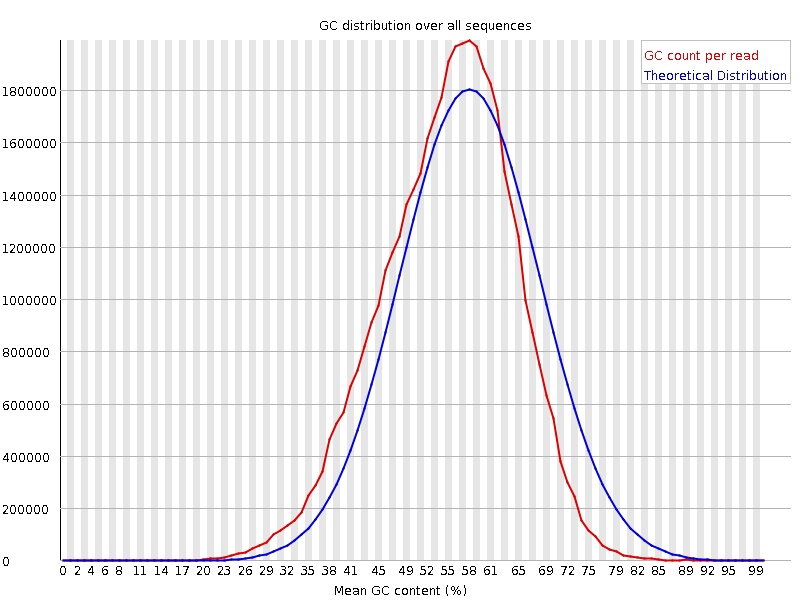 GC distribution over all sequences
GC count per read
Theoretical Distribution
1800000
1600000
1400000
1200000
1000000
800000
600000
400000
200000
0
0 2 4 6 8 11 14 17 20 23 26 29 32 35 38 41 45 49 52 55 58 61 65 69 72 75 79 82 85 89 92 95 99
Mean GC content (%)